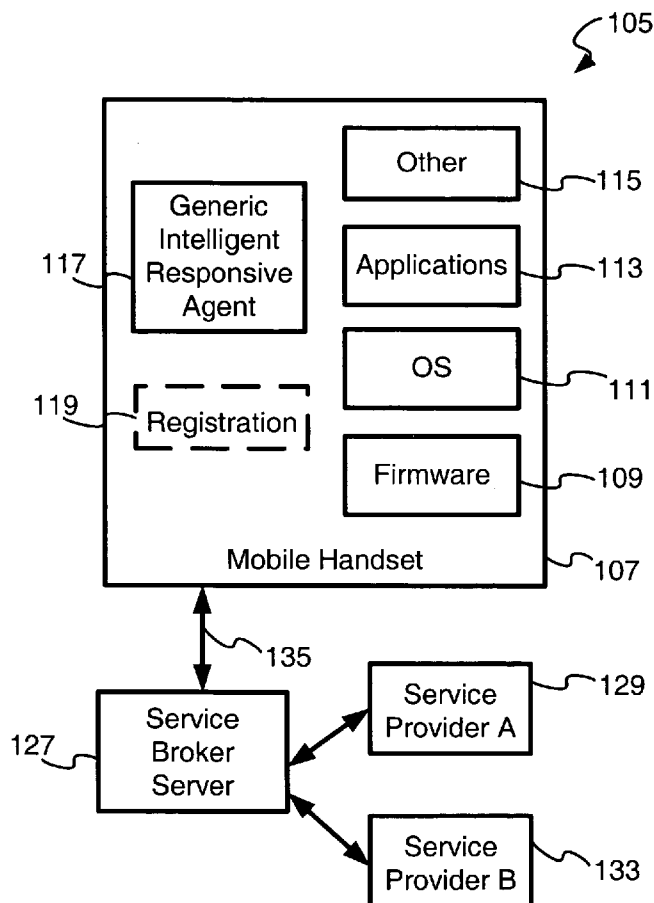 105
Other
115
Generic
Intelligent
Responsive
Agent
117
Applications
113
OS
111
119
Registration
Firmware
109
Mobile Handset
107
135
Service
Broker
Server
127
Service
Provider A
129
Service
Provider B
133